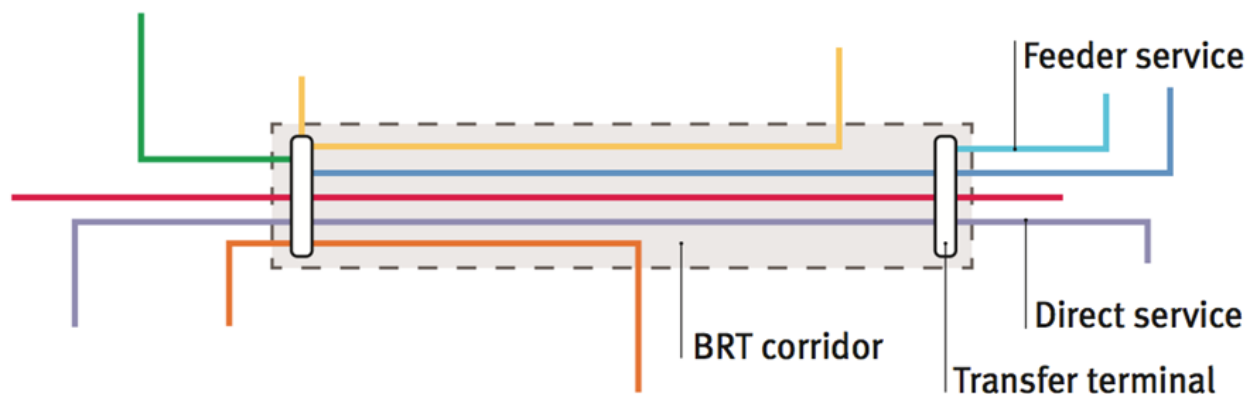 Feeder service
Direct service
BRT corridor
Transfer terminal